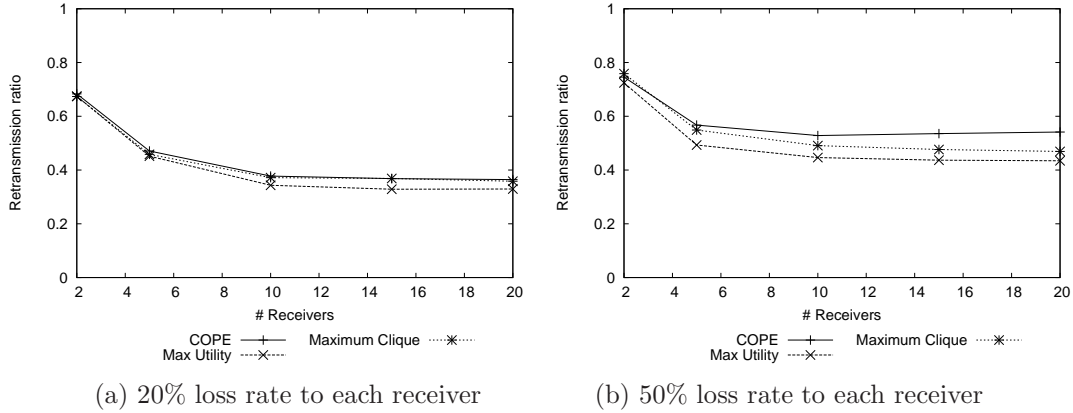 1
0.8
0.6
0.4
0.2
0
Retransmission ratio
2 4 6 8 10 12 14 16 18 20
# Receivers
COPE Maximum Clique
Max Utility
(a) 20% loss rate to each receiver
1
0.8
0.6
0.4
0.2
0
Retransmission ratio
2 4 6 8 10 12 14 16 18 20
# Receivers
COPE Maximum Clique
Max Utility
(b) 50% loss rate to each receiver